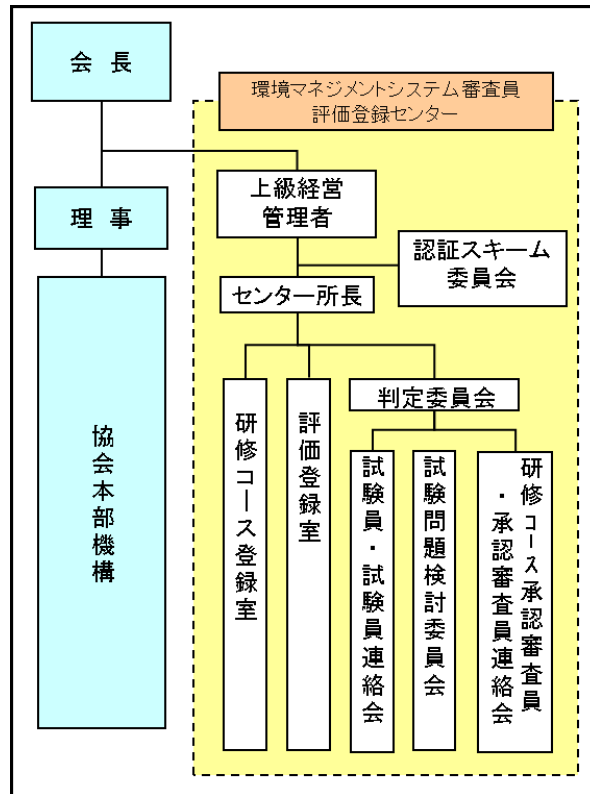 会 長
環境マネジメントシステム審査員
評価登録センター
上級経営
管理者
理 事
認証スキーム
委員会
センター所長
判定委員会
協会本部機構
研修コース登録室
評価登録室
試験員・試験員連絡会
試験問題検討委員会
研修コース承認審査員
・承認審査員連絡会